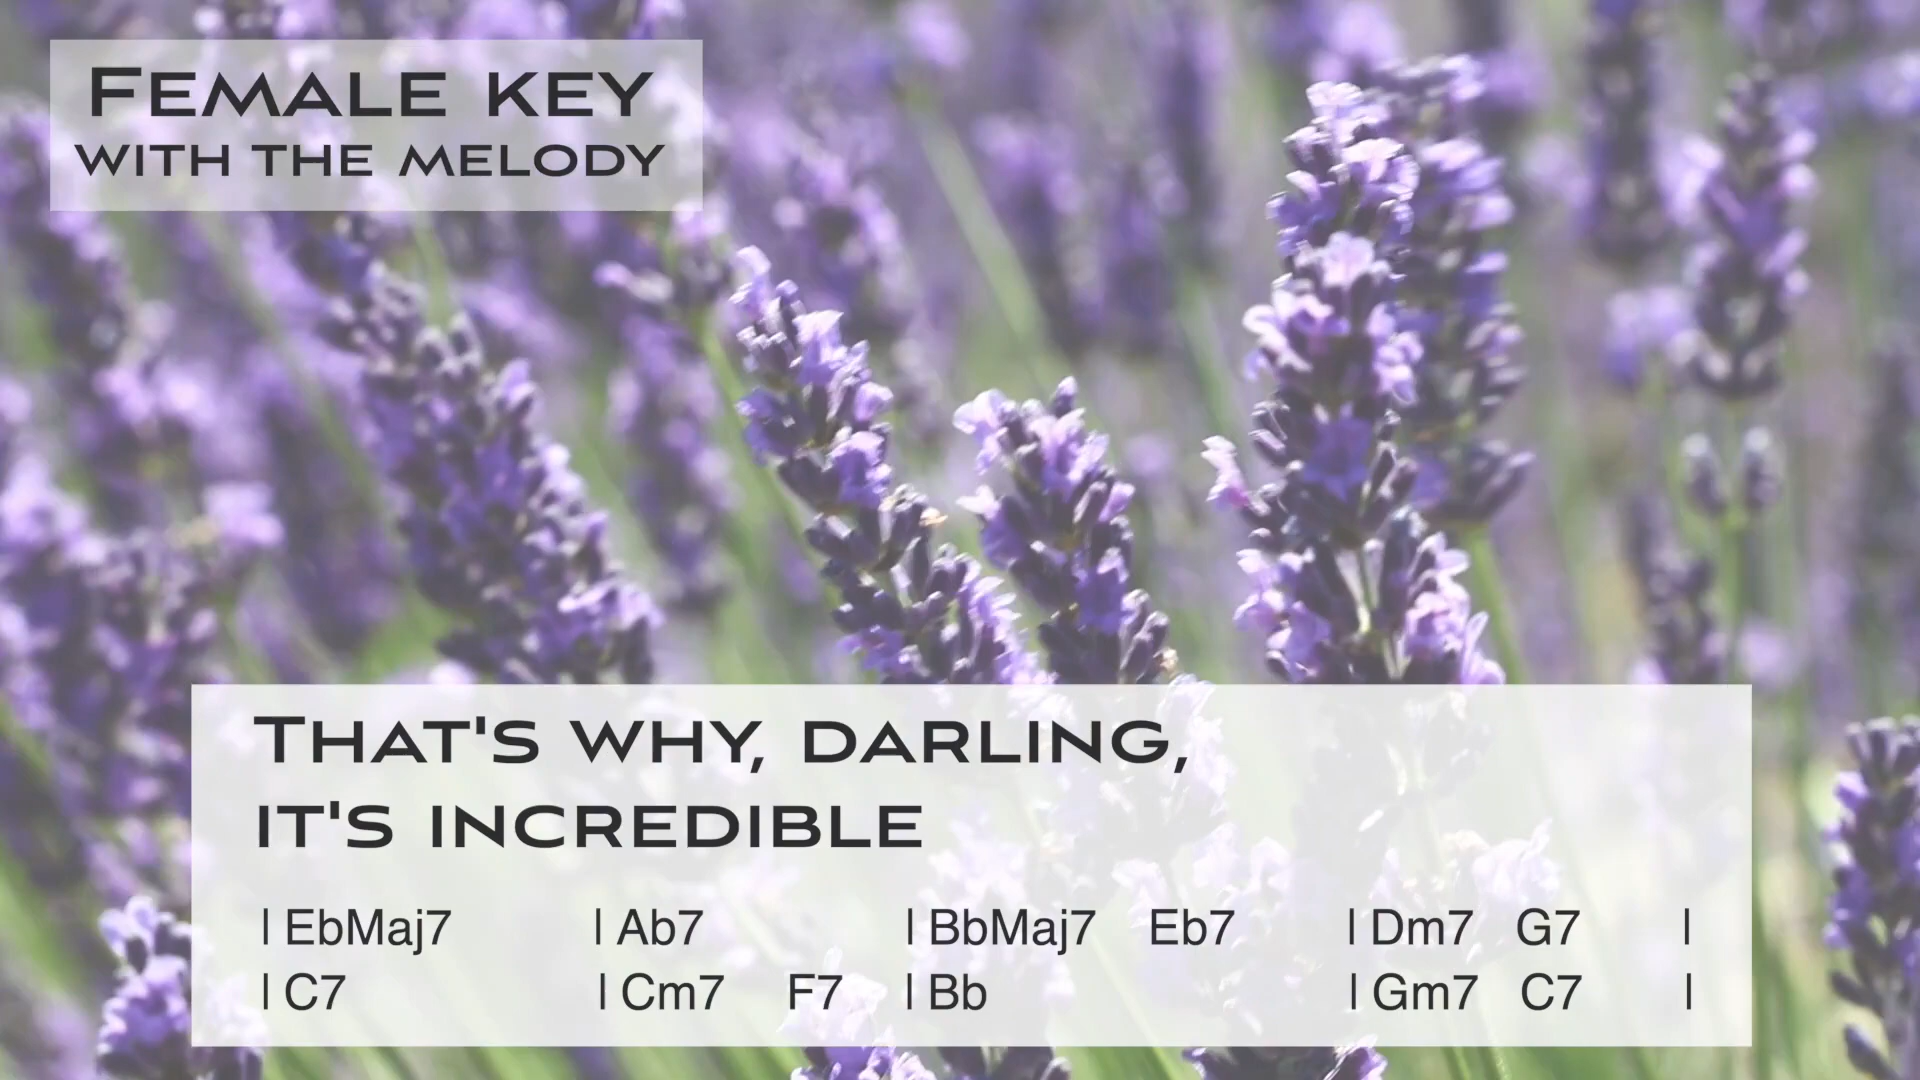 Female key
with the melody
That's why, darling,
it's incredible
| EbMaj7 | Ab7 | BbMaj7 Eb7 | Dm7 G7 |
| C7 | Cm7 F7 | Bb | Gm7 C7 |